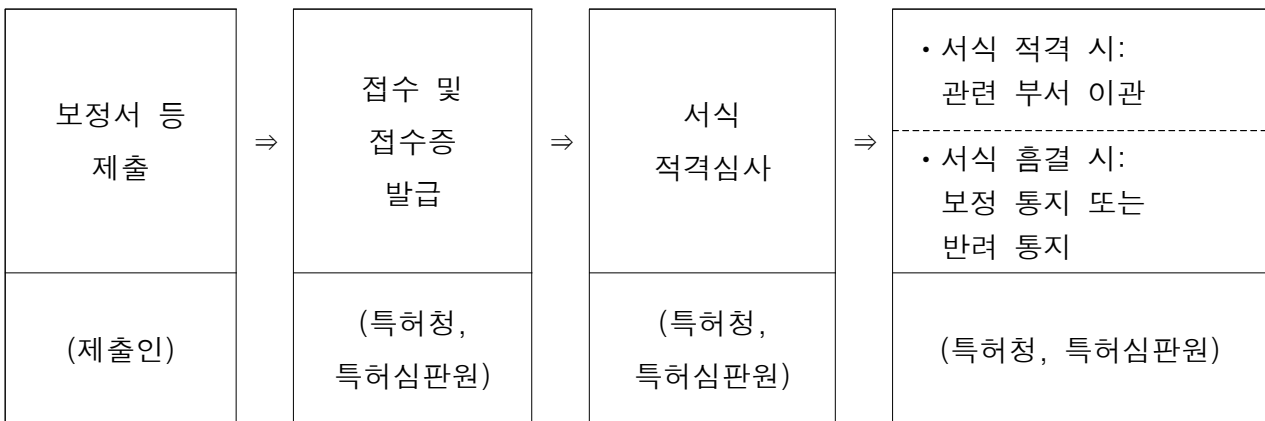 보정서 등
제출
⇒
접수 및
접수증
발급
⇒
서식
적격심사
⇒
• 서식 적격 시:
관련 부서 이관
• 서식 흠결 시:
보정 통지 또는
반려 통지
(제출인)
(특허청,
특허심판원)
(특허청,
특허심판원)
(특허청, 특허심판원)